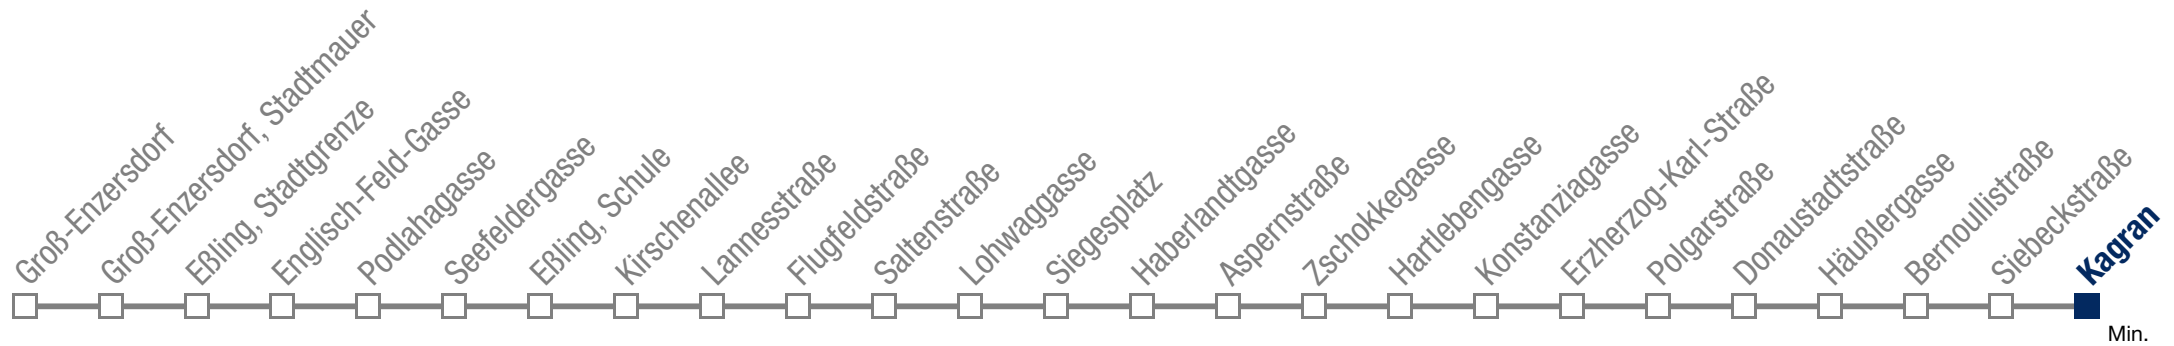 Groß-Enzersdorf
Groß-Enzersdorf, Stadtmauer
Eßling, Stadtgrenze
Englisch-Feld-Gasse
Podlahagasse
Seefeldergasse
Eßling, Schule
Kirschenallee
Lannesstraße
Flugfeldstraße
Saltenstraße
Lohwaggasse
Siegesplatz
Haberlandtgasse
Aspernstraße
Zschokkegasse
Hartlebengasse
Konstanziagasse
Erzherzog-Karl-Straße
Polgarstraße
Donaustadtstraße
Häußlergasse
Bernoullistraße
Siebeckstraße
Kagran
Min.